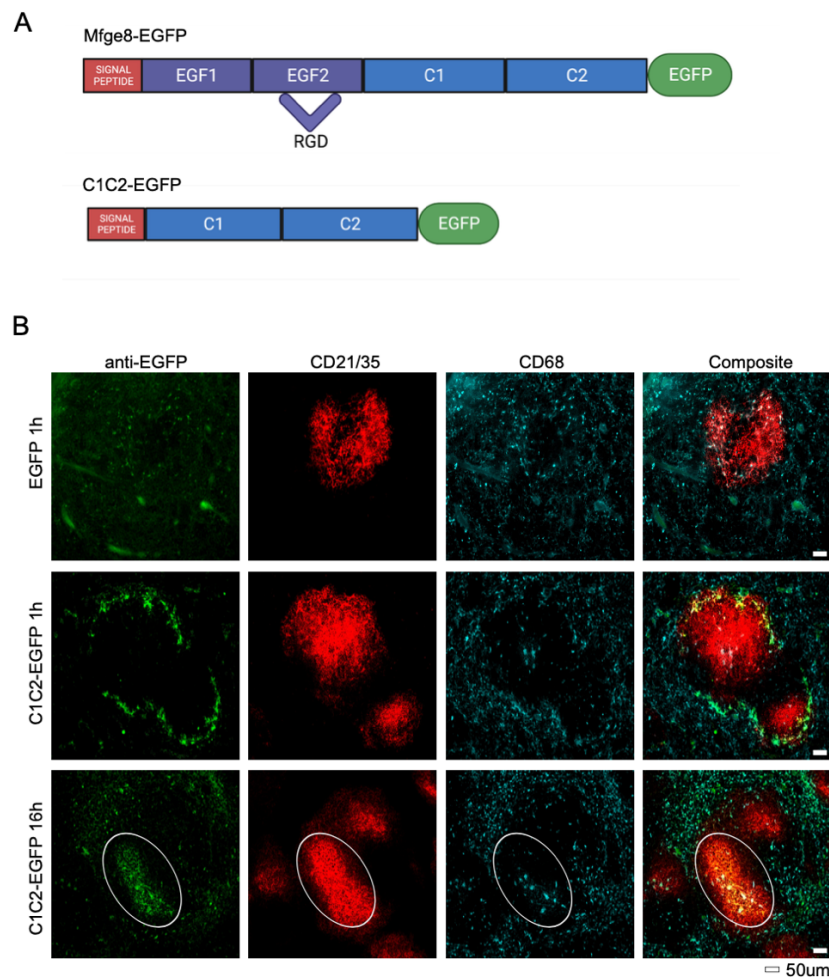 A
Mfge8-EGFP
SIGNAL
PEPTIDE
EGF1
EGF2
C1
C2
EGFP
RGD
C1C2-EGFP
SIGNAL
PEPTIDE
C1
C2
EGFP
B
anti-EGFP
CD21/35
CD68
Composite
EGFP 1h
C1C2-EGFP 1h
C1C2-EGFP 16h
50um